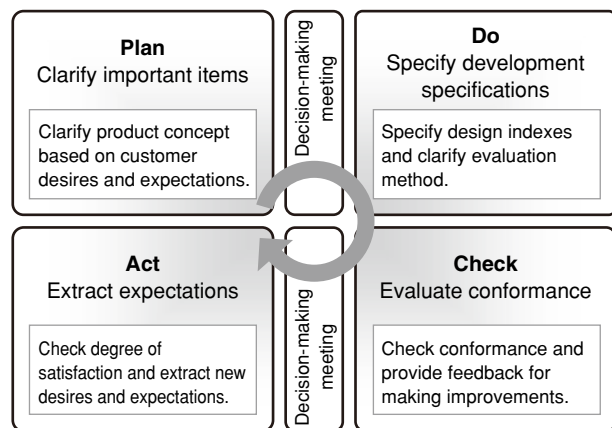 Plan
Clarify important items
Clarify product concept
based on customer
desires and expectations.
Decision-making
meeting
Do
Specify development
specifications
Specify design indexes
and clarify evaluation
method.
Act
Extract expectations
Check degree of
satisfaction and extract new
desires and expectations.
Decision-making
meeting
Check
Evaluate conformance
Check conformance and
provide feedback for
making improvements.